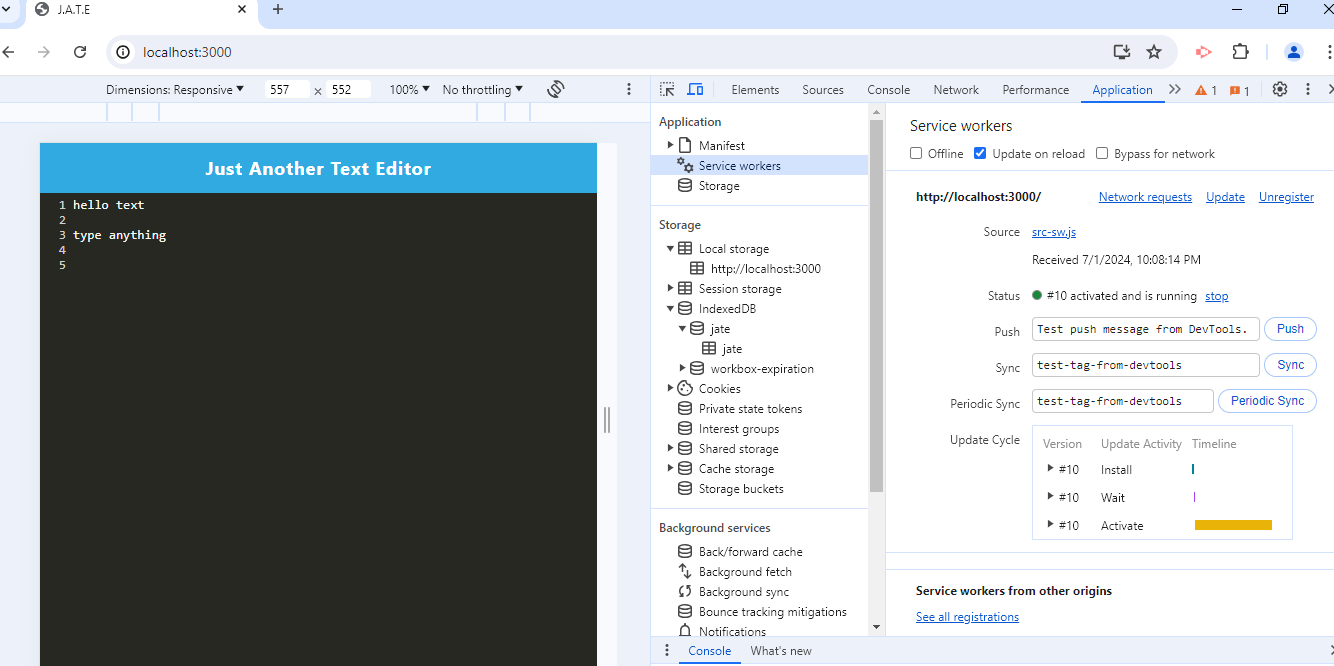 J.A.T.E
localhost:3000
Dimensions: Responsive 557 × 552 100% No throttling
Elements Sources Console Network Performance Application 1 1
Just Another Text Editor
1 hello text
2
3 type anything
4
5
Application
Manifest
Service workers
Storage
Storage
Local storage
http://localhost:3000
Session storage
IndexedDB
jate
jate
workbox-expiration
Cookies
Private state tokens
Interest groups
Shared storage
Cache storage
Storage buckets
Background services
Back/forward cache
Background fetch
Background sync
Bounce tracking mitigations
Notifications
Service workers
Offline Update on reload Bypass for network
http://localhost:3000/ Network requests Update Unregister
Source src-sw.js
Received 7/1/2024, 10:08:14 PM
Status #10 activated and is running stop
Push Test push message from DevTools. Push
Sync test-tag-from-devtools Sync
Periodic Sync test-tag-from-devtools Periodic Sync
Update Cycle Version Update Activity Timeline
#10 Install
#10 Wait
#10 Activate
Service workers from other origins
See all registrations
Console What's new